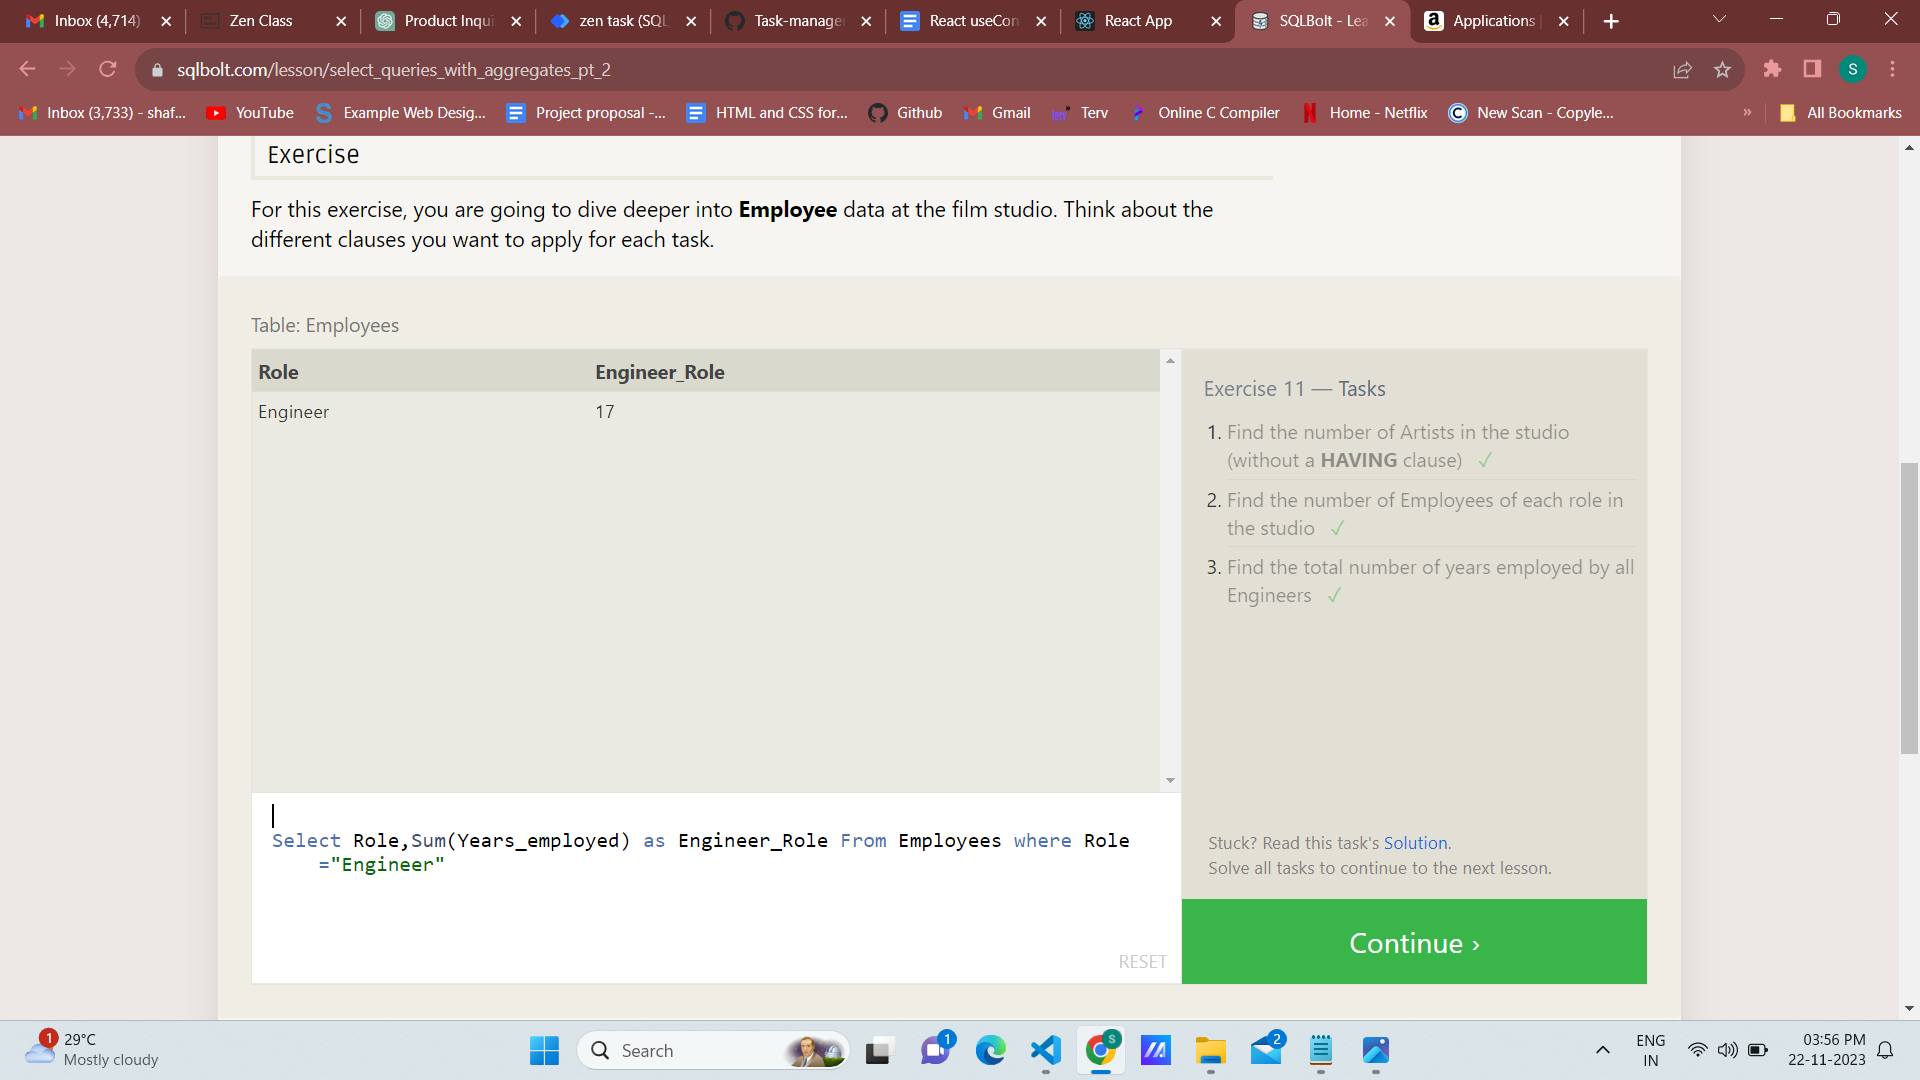 Inbox (4,714)
Zen Class
Product Inqui
zen task (SQL
Task-manage
React useCon
React App
SQLBolt - Lea
Applications
sqlbolt.com/lesson/select_queries_with_aggregates_pt_2
S
Inbox (3,733) - shaf...
YouTube
Example Web Desig...
Project proposal -...
HTML and CSS for...
Github
Gmail
Terv
Online C Compiler
Home - Netflix
New Scan - Copyle...
»
All Bookmarks
Exercise
For this exercise, you are going to dive deeper into Employee data at the film studio. Think about the
different clauses you want to apply for each task.
Table: Employees
Role Engineer_Role
Engineer 17
Exercise 11 — Tasks
1. Find the number of Artists in the studio
(without a HAVING clause) ✓
2. Find the number of Employees of each role in
the studio ✓
3. Find the total number of years employed by all
Engineers ✓
Select Role,Sum(Years_employed) as Engineer_Role From Employees where Role
="Engineer"
RESET
Stuck? Read this task's Solution.
Solve all tasks to continue to the next lesson.
Continue ›
1
29°C
Mostly cloudy
Search
1
S
2
ENG
IN
03:56 PM
22-11-2023